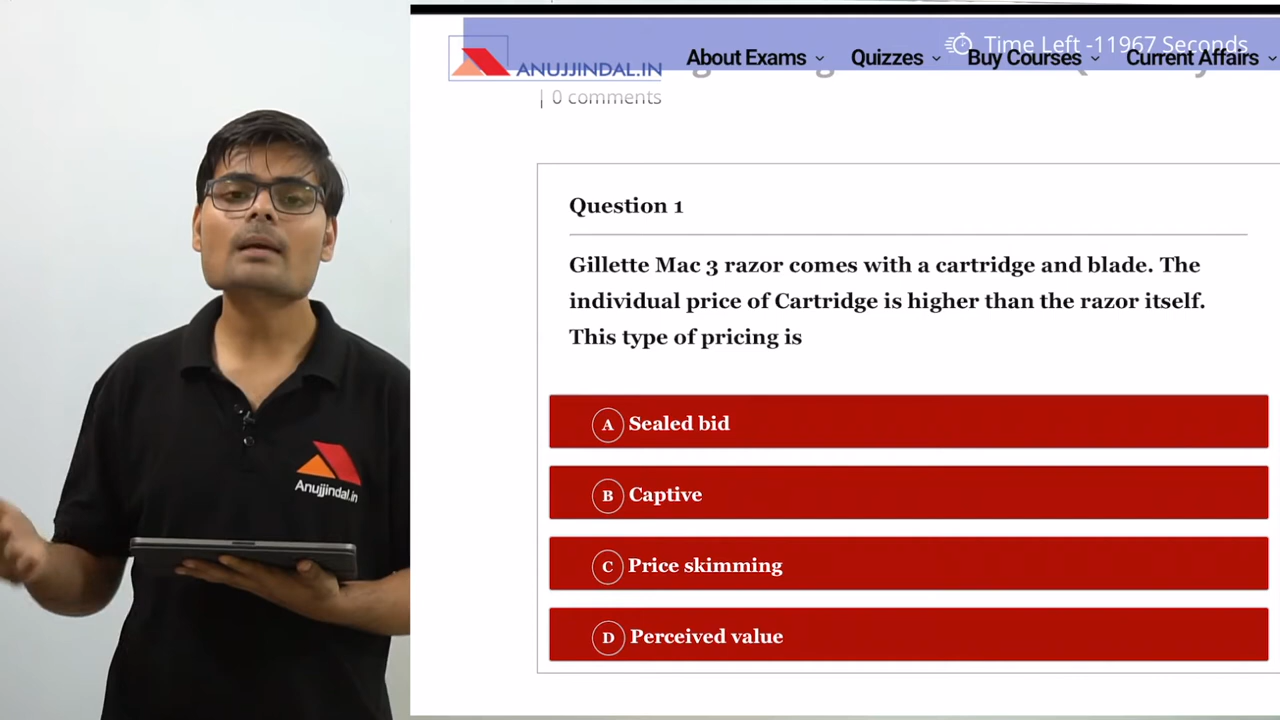 Time Left -11967 Seconds
ANUJJINDAL.IN
About Exams
Quizzes
Buy Courses
Current Affairs
| 0 comments
Question 1
Gillette Mac 3 razor comes with a cartridge and blade. The
individual price of Cartridge is higher than the razor itself.
This type of pricing is
A Sealed bid
B Captive
C Price skimming
D Perceived value
Anujjindal.in